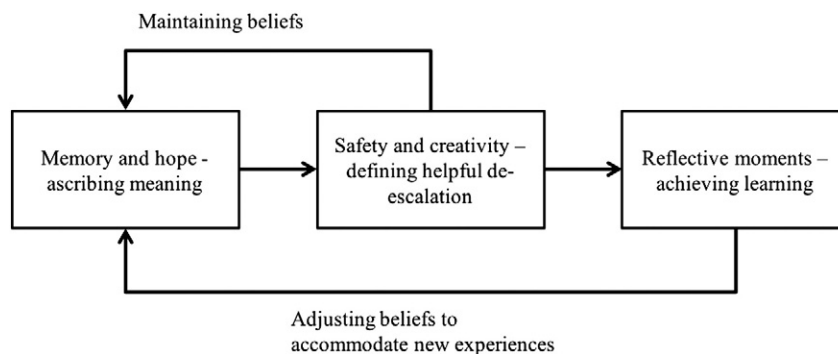 Maintaining beliefs
Memory and hope -
ascribing meaning
Safety and creativity –
defining helpful de-
escalation
Reflective moments –
achieving learning
Adjusting beliefs to
accommodate new experiences